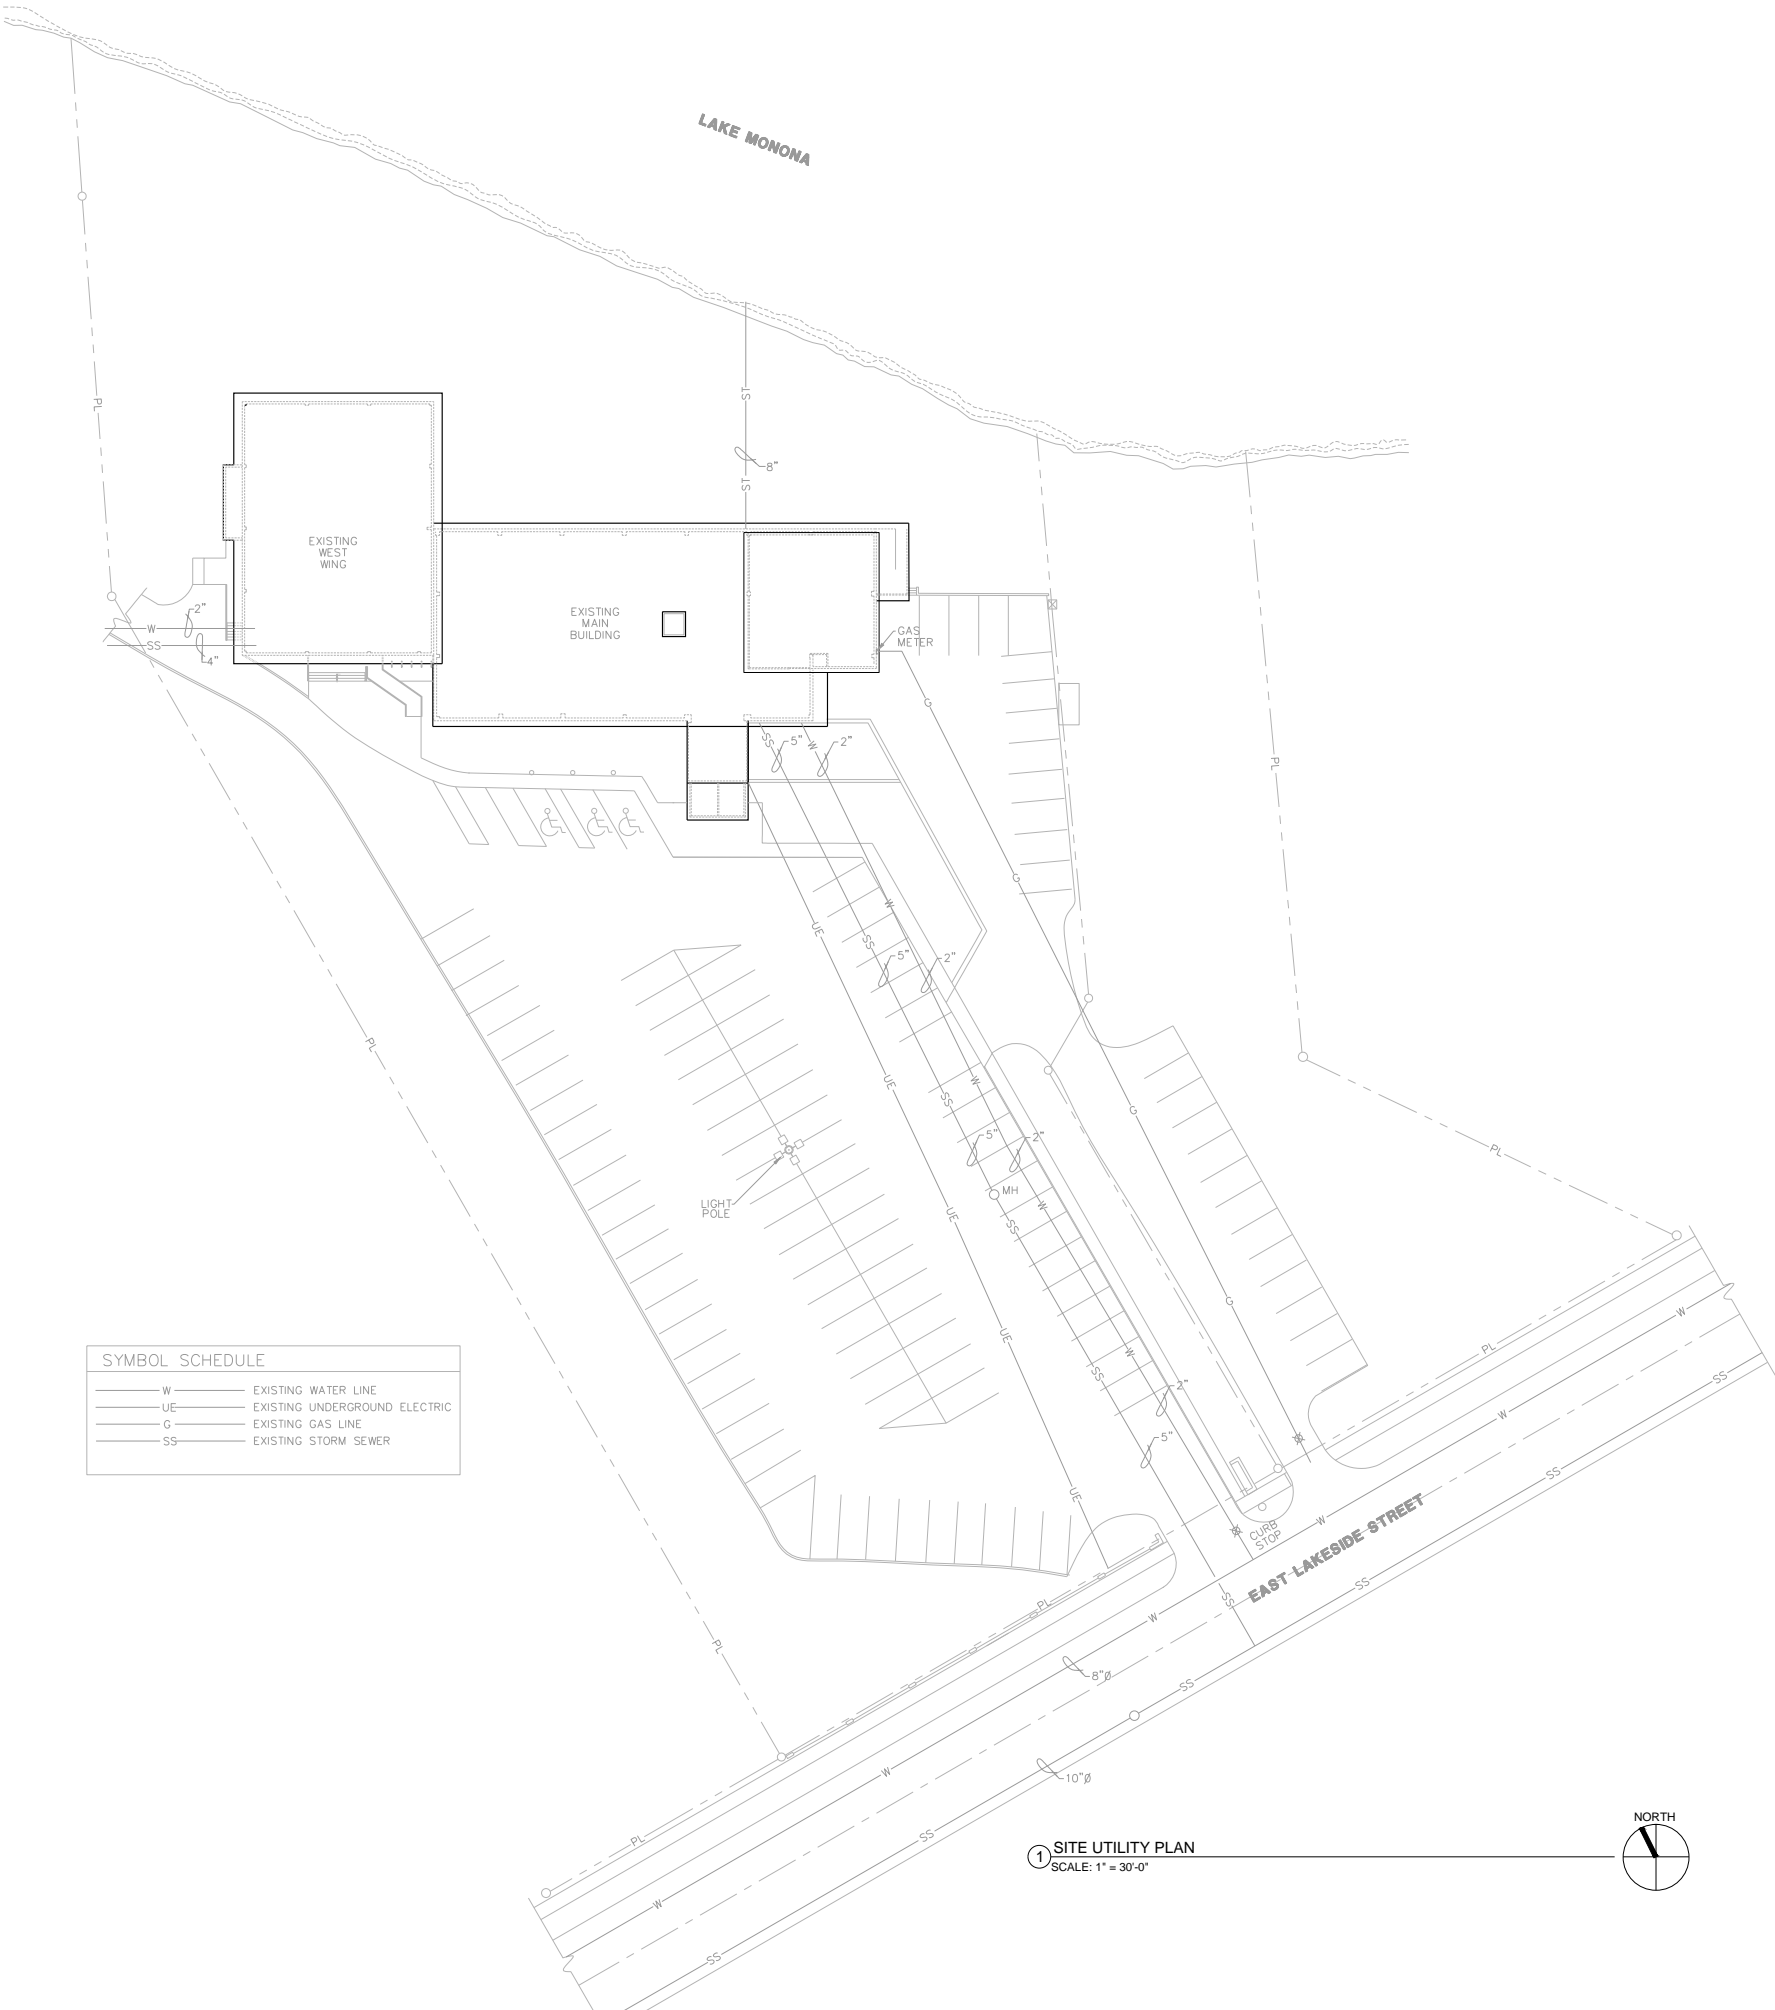 LAKE MONONA
PL
ST
8"
ST
EXISTING
WEST
WING
EXISTING
MAIN
BUILDING
2"
W
SS
4"
GAS
METER
G
SS
5"
W
2"
PL
G
W
UE
SS
5"
2"
PL
UE
W
SS
G
5"
2"
PL
MH
W
SS
LIGHT
POLE
UE
G
W
UE
W
SS
PL
2"
W
SS
5"
UE
SS
SYMBOL SCHEDULE
W EXISTING WATER LINE
UE EXISTING UNDERGROUND ELECTRIC
G EXISTING GAS LINE
SS EXISTING STORM SEWER
CURB
STOP
W
EAST LAKESIDE STREET
SS
PL
SS
W
PL
8"Ø
SS
W
10"Ø
PL
SS
W
SS
NORTH
1
SITE UTILITY PLAN
SCALE: 1" = 30'-0"